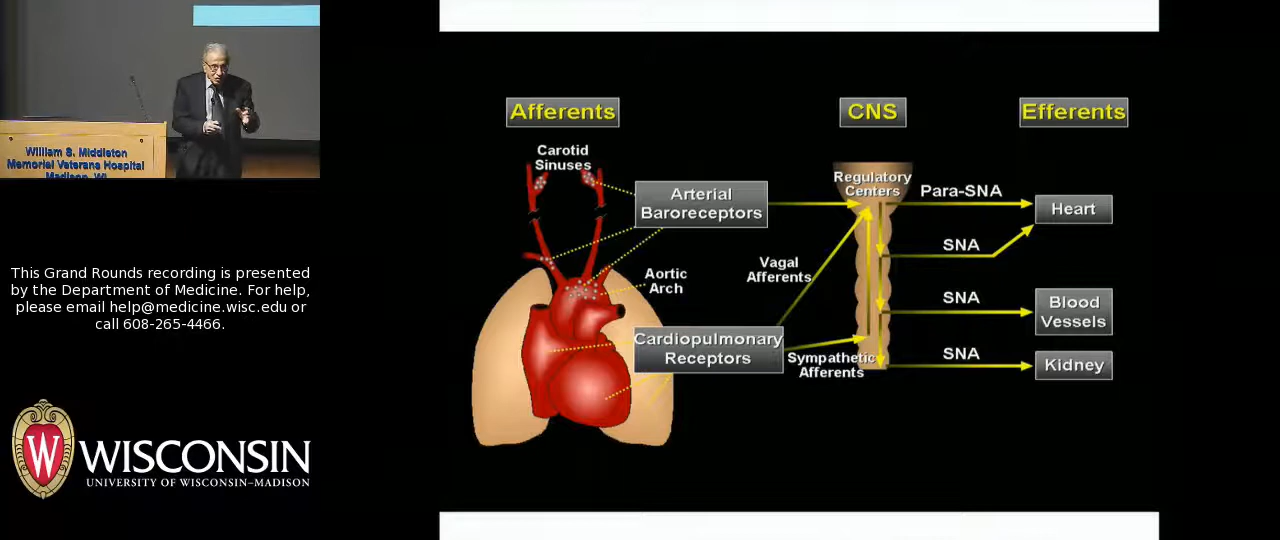 William S. Middleton
Memorial Veterans Hospital
Madison, WI
This Grand Rounds recording is presented
by the Department of Medicine. For help,
please email help@medicine.wisc.edu or
call 608-265-4466.
W
WISCONSIN
UNIVERSITY OF WISCONSIN–MADISON
Afferents
CNS
Efferents
Carotid
Sinuses
Arterial
Baroreceptors
Regulatory
Centers
Para-SNA
Heart
SNA
Vagal
Afferents
Aortic
Arch
SNA
Blood
Vessels
Cardiopulmonary
Receptors
Sympathetic
Afferents
SNA
Kidney